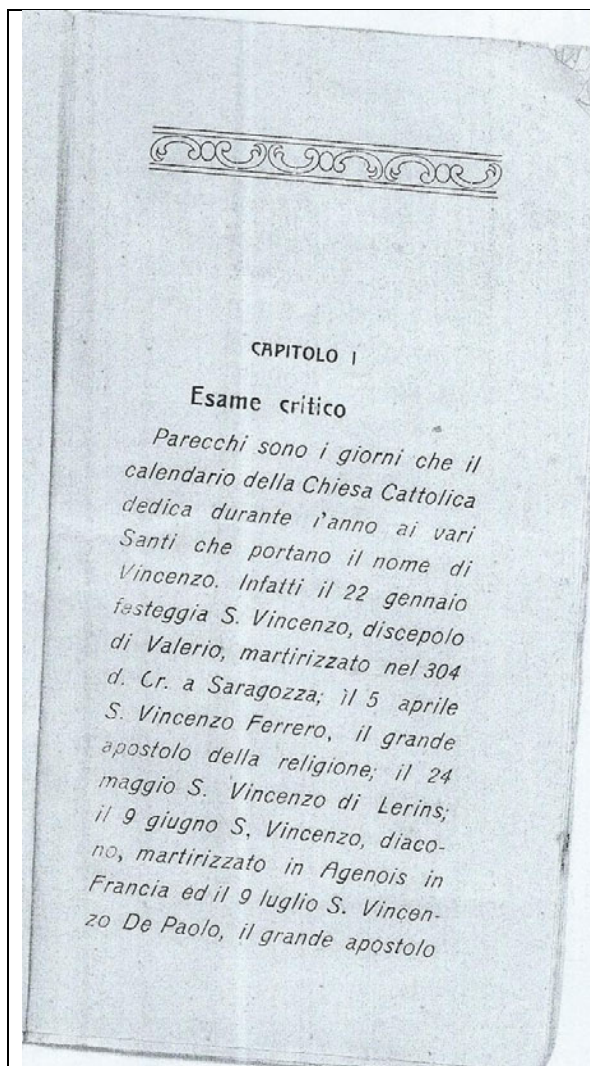 CAPITOLO I
Esame critico
Parecchi sono i giorni che il
calendario della Chiesa Cattolica
dedica durante l'anno ai vari
Santi che portano il nome di
Vincenzo. Infatti il 22 gennaio
festeggia S. Vincenzo, discepolo
di Valerio, martirizzato nel 304
d. Cr. a Saragozza; il 5 aprile
S. Vincenzo Ferrero, il grande
apostolo della religione; il 24
maggio S. Vincenzo di Lerins;
il 9 giugno S, Vincenzo, diaco-
no, martirizzato in Agenois in
Francia ed il 9 luglio S. Vincen-
zo De Paolo, il grande apostolo